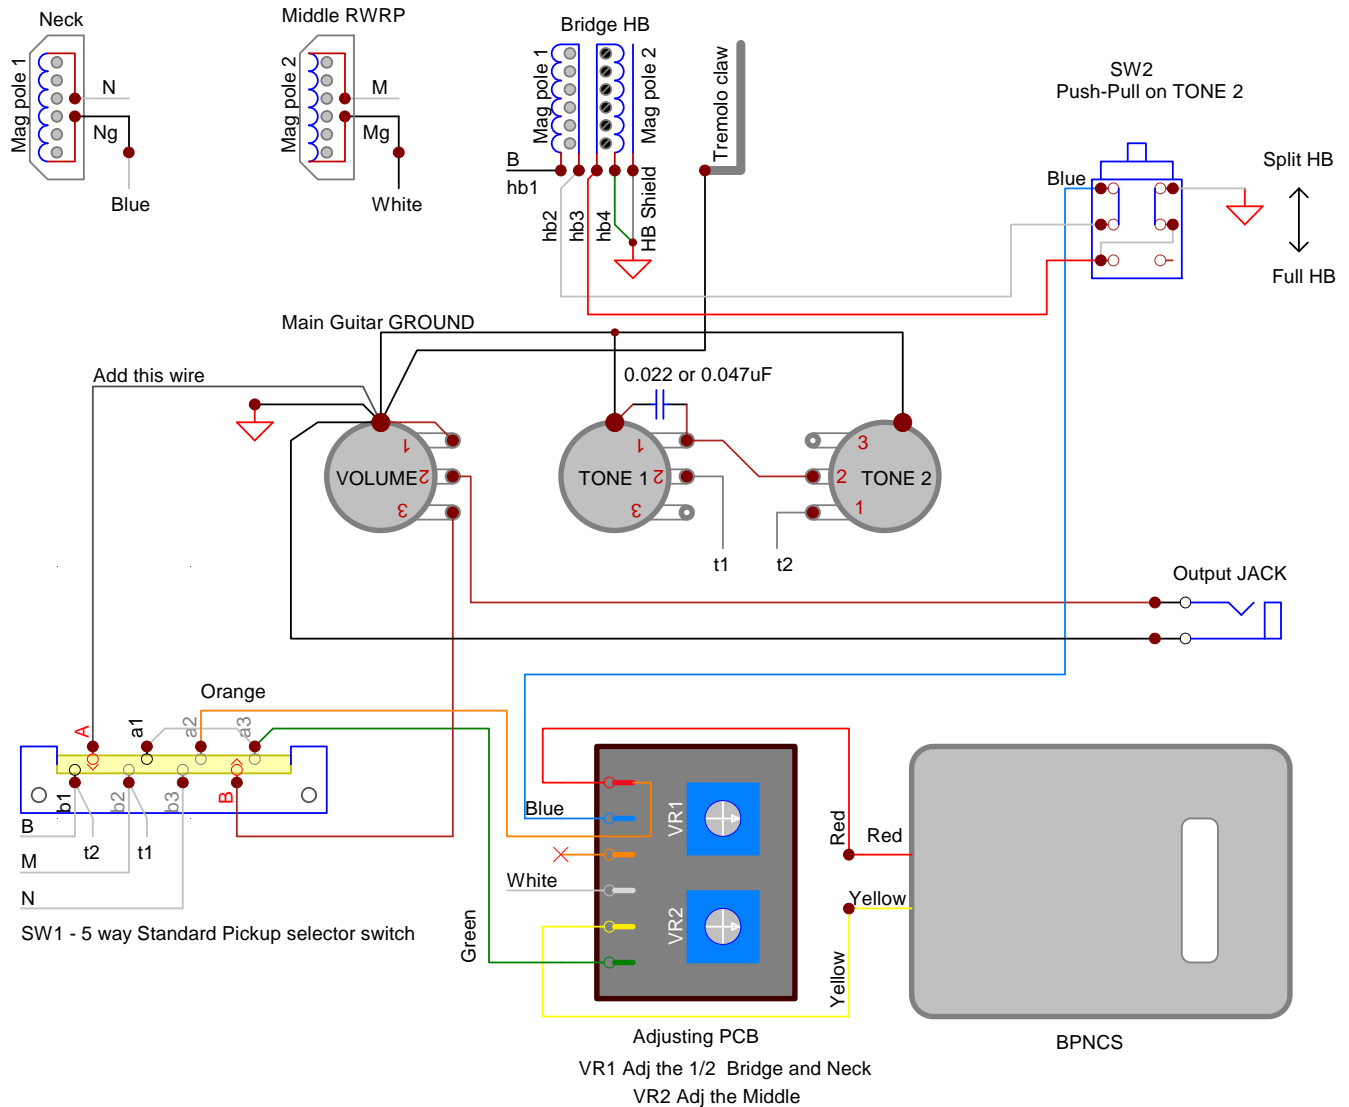 Neck
Mag pole 1
N
Ng
Blue
Middle RWRP
Mag pole 2
M
Mg
White
Bridge HB
Mag pole 1
Mag pole 2
B
hb1
hb2
hb3
hb4
HB Shield
Tremolo claw
SW2
Push-Pull on TONE 2
Blue
Split HB
Full HB
Main Guitar GROUND
Add this wire
0.022 or 0.047uF
VOLUME
1
2
3
TONE 1
1
2
3
TONE 2
3
2
1
t1
t2
Output JACK
Orange
A
a1
a2
a3
b1
b2
b3
B
B
M
N
t2
t1
SW1 - 5 way Standard Pickup selector switch
Blue
White
Green
VR1
VR2
Red
Red
Yellow
Yellow
Adjusting PCB
VR1 Adj the 1/2 Bridge and Neck
VR2 Adj the Middle
BPNCS